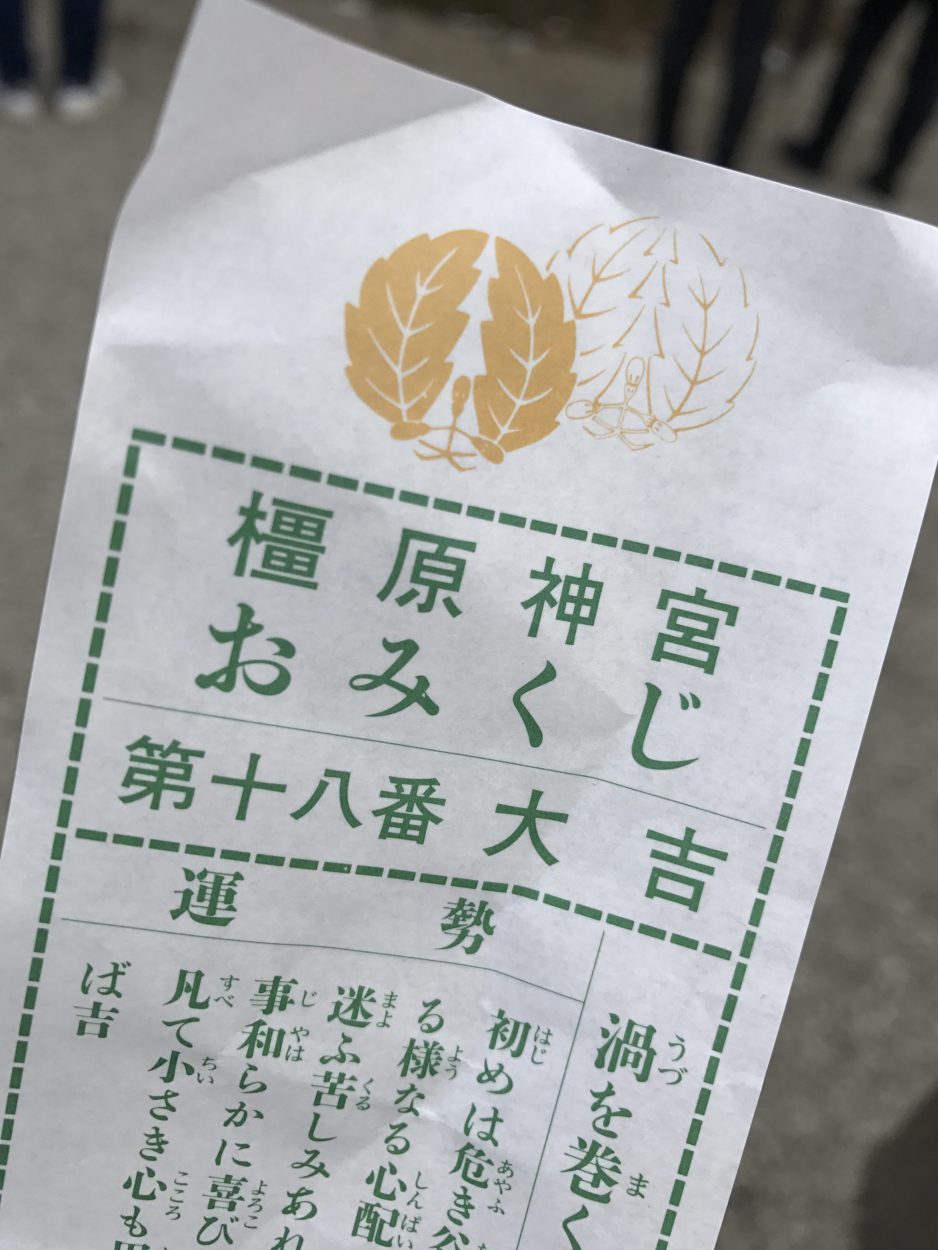 橿原神宮
おみくじ
第十八番 大吉
運勢
渦を巻く
初めは危き谷
る様なる心配
迷ふ苦しみあれ
事和らかに喜び
凡て小さき心も
ば吉